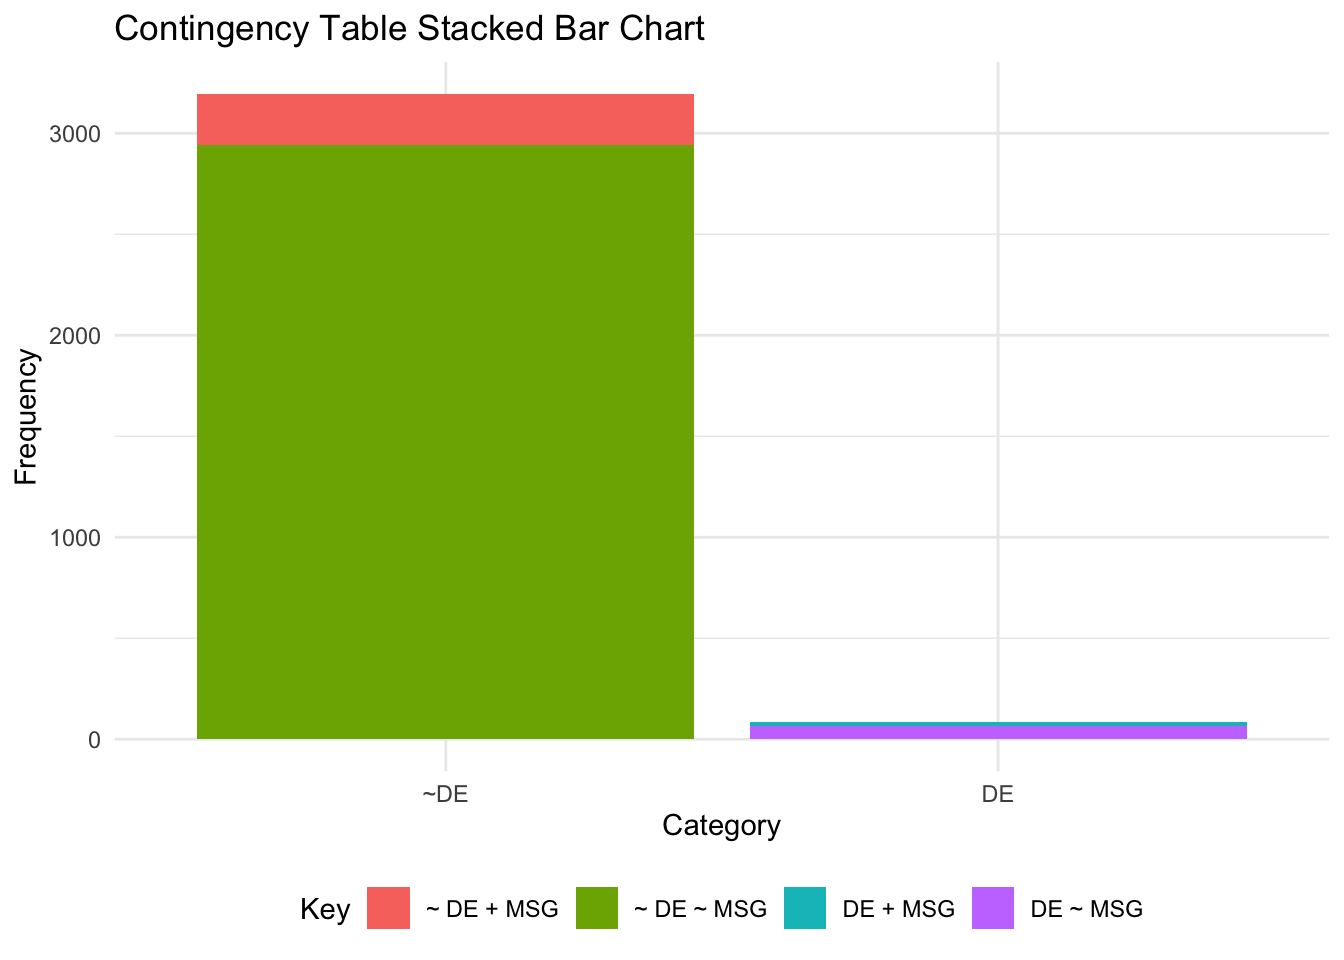 Contingency Table Stacked Bar Chart
Frequency
3000
2000
1000
0
~DE
DE
Category
Key
~ DE + MSG
~ DE ~ MSG
DE + MSG
DE ~ MSG